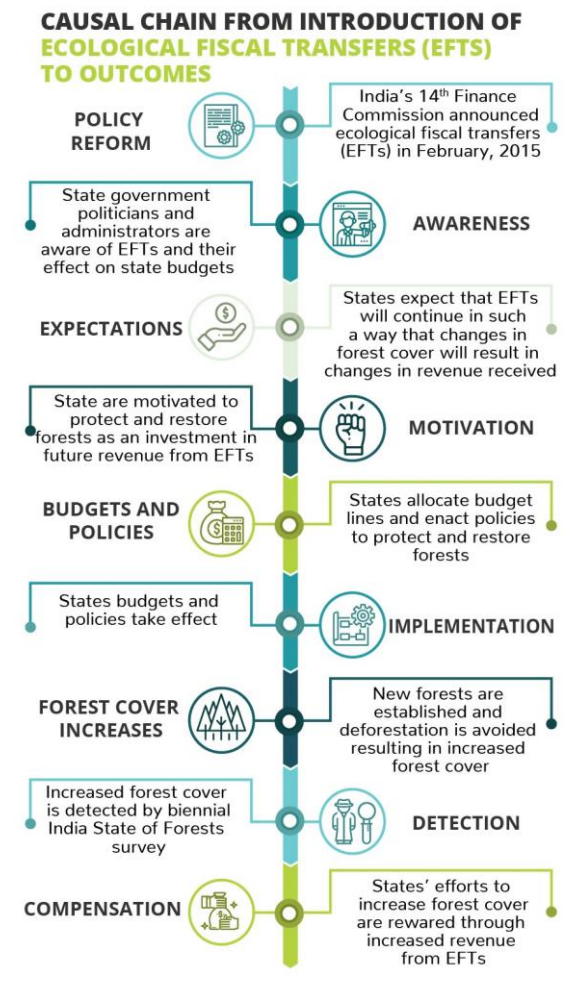 CAUSAL CHAIN FROM INTRODUCTION OF
ECOLOGICAL FISCAL TRANSFERS (EFTS)
TO OUTCOMES
POLICY
REFORM
India's 14th Finance
Commission announced
ecological fiscal transfers
(EFTs) in February, 2015
State government
politicians and
administrators are
aware of EFTs and their
effect on state budgets
AWARENESS
EXPECTATIONS
States expect that EFTs
will continue in such
a way that changes in
forest cover will result in
changes in revenue received
State are motivated to
protect and restore
forests as an investment in
future revenue from EFTs
MOTIVATION
BUDGETS AND
POLICIES
States allocate budget
lines and enact policies
to protect and restore
forests
States budgets and
policies take effect
IMPLEMENTATION
FOREST COVER
INCREASES
New forests are
established and
deforestation is avoided
resulting in increased
forest cover
Increased forest cover
is detected by biennial
India State of Forests
survey
DETECTION
COMPENSATION
States' efforts to
increase forest cover
are rewared through
increased revenue
from EFTs